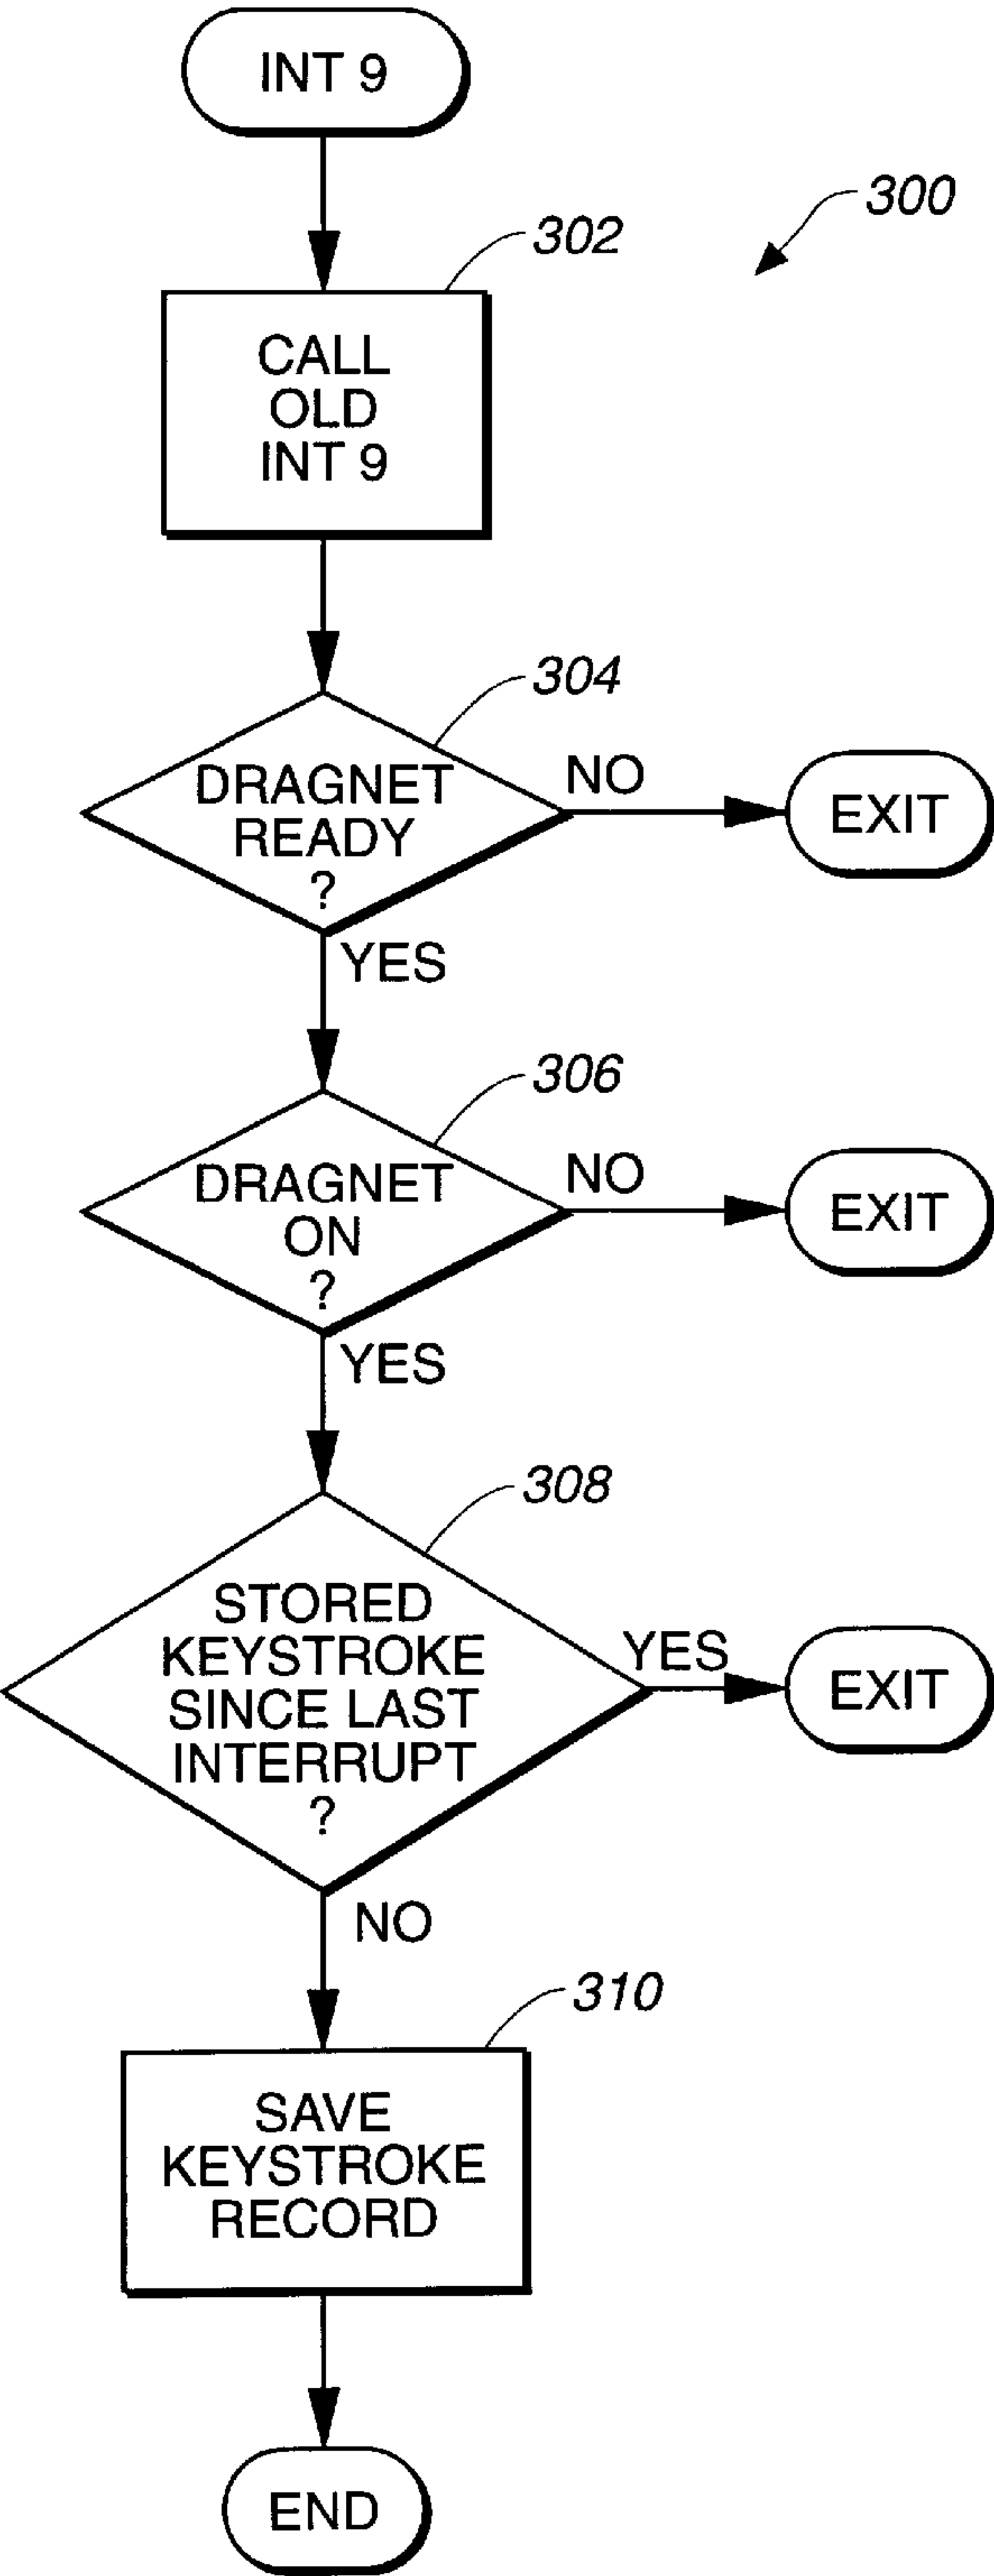 INT 9
300
302
CALL
OLD
INT 9
304
DRAGNET
READY
?
NO
EXIT
YES
306
DRAGNET
ON
?
NO
EXIT
YES
308
STORED
KEYSTROKE
SINCE LAST
INTERRUPT
?
YES
EXIT
NO
310
SAVE
KEYSTROKE
RECORD
END